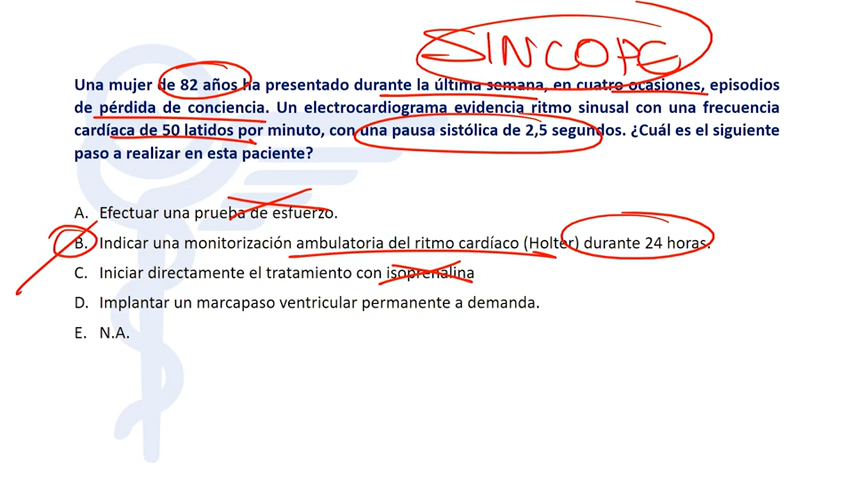 SINCOPE
Una mujer de 82 años ha presentado durante la última semana, en cuatro ocasiones, episodios
de pérdida de conciencia. Un electrocardiograma evidencia ritmo sinusal con una frecuencia
cardíaca de 50 latidos por minuto, con una pausa sistólica de 2,5 segundos. ¿Cuál es el siguiente
paso a realizar en esta paciente?
A. Efectuar una prueba de esfuerzo.
B. Indicar una monitorización ambulatoria del ritmo cardíaco (Holter) durante 24 horas.
C. Iniciar directamente el tratamiento con isoprenalina
D. Implantar un marcapaso ventricular permanente a demanda.
E. N.A.